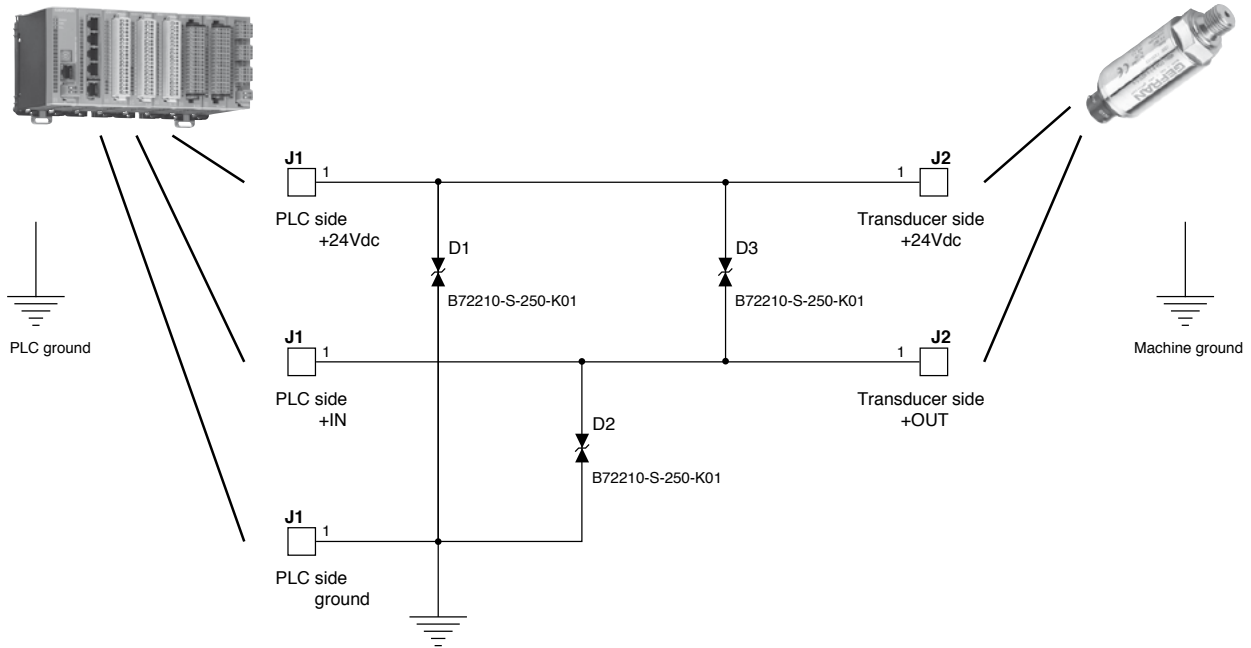 GEFRAN
J1
1
PLC side
+24Vdc
1
J2
Transducer side
+24Vdc
D1
B72210-S-250-K01
D3
B72210-S-250-K01
PLC ground
Machine ground
J1
1
PLC side
+IN
1
J2
Transducer side
+OUT
D2
B72210-S-250-K01
J1
1
PLC side
ground